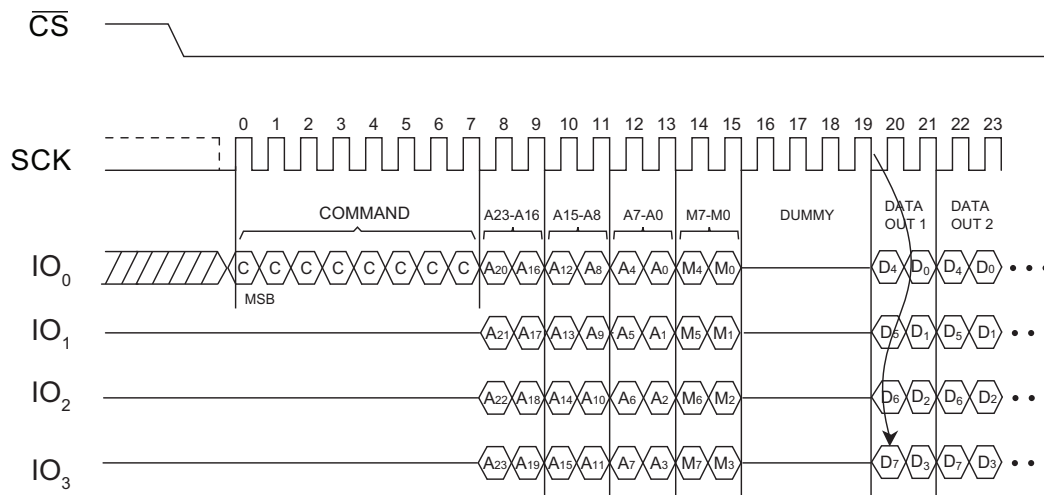 CS
0 1 2 3 4 5 6 7 8 9 10 11 12 13 14 15 16 17 18 19 20 21 22 23
SCK
COMMAND A23-A16 A15-A8 A7-A0 M7-M0 DUMMY DATA OUT 1 DATA OUT 2
IO0 C C C C C C C C A20 A16 A12 A8 A4 A0 M4 M0 D4 D0 D4 D0 • • •
MSB
IO1 A21 A17 A13 A9 A5 A1 M5 M1 D5 D1 D5 D1 • •
IO2 A22 A18 A14 A10 A6 A2 M6 M2 D6 D2 D6 D2 • •
IO3 A23 A19 A15 A11 A7 A3 M7 M3 D7 D3 D7 D3 • •